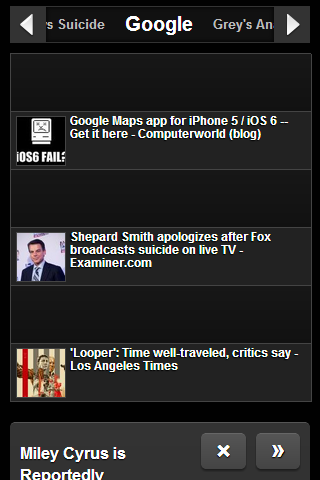 s Suicide Google Grey's Ana
Google Maps app for iPhone 5 / iOS 6 --
Get it here - Computerworld (blog)
iOS6 FAIL?
Shepard Smith apologizes after Fox
broadcasts suicide on live TV -
Examiner.com
'Looper': Time well-traveled, critics say -
Los Angeles Times
Miley Cyrus is
Reportedly